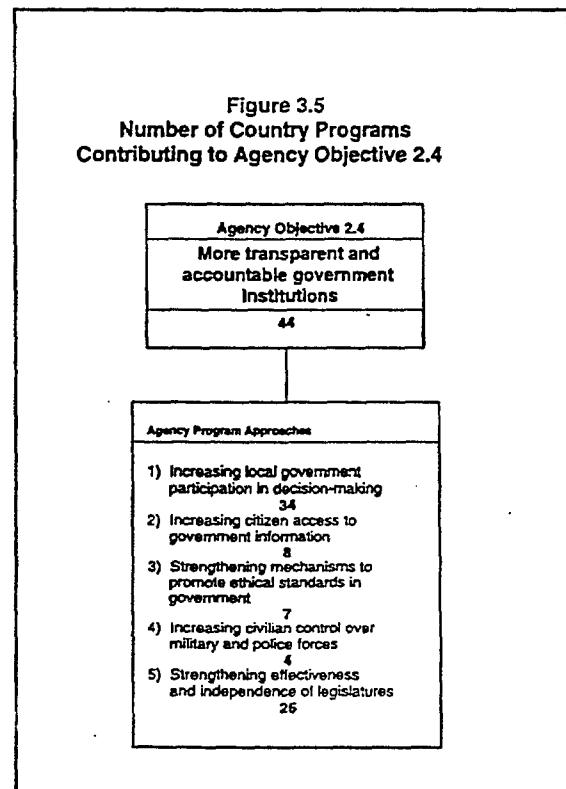 Figure 3.5
Number of Country Programs
Contributing to Agency Objective 2.4
Agency Objective 2.4
More transparent and
accountable government
Institutions
44
Agency Program Approaches
1) Increasing local government
participation in decision-making
34
2) Increasing citizen access to
government information
8
3) Strengthening mechanisms to
promote ethical standards in
government
7
4) Increasing civilian control over
military and police forces
4
5) Strengthening effectiveness
and independence of legislatures
26